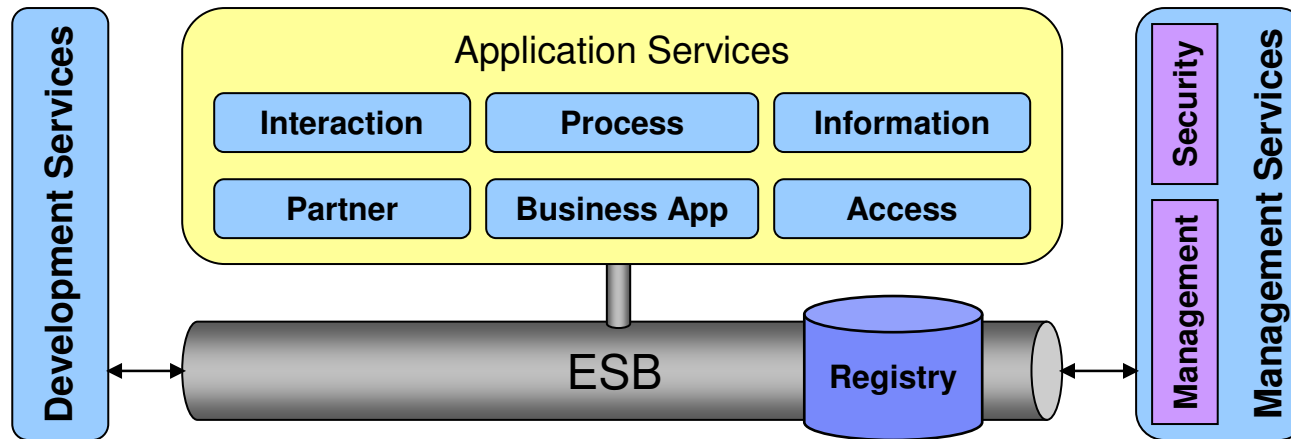 Development Services
Application Services
Interaction
Process
Information
Partner
Business App
Access
ESB
Registry
Security
Management
Management Services